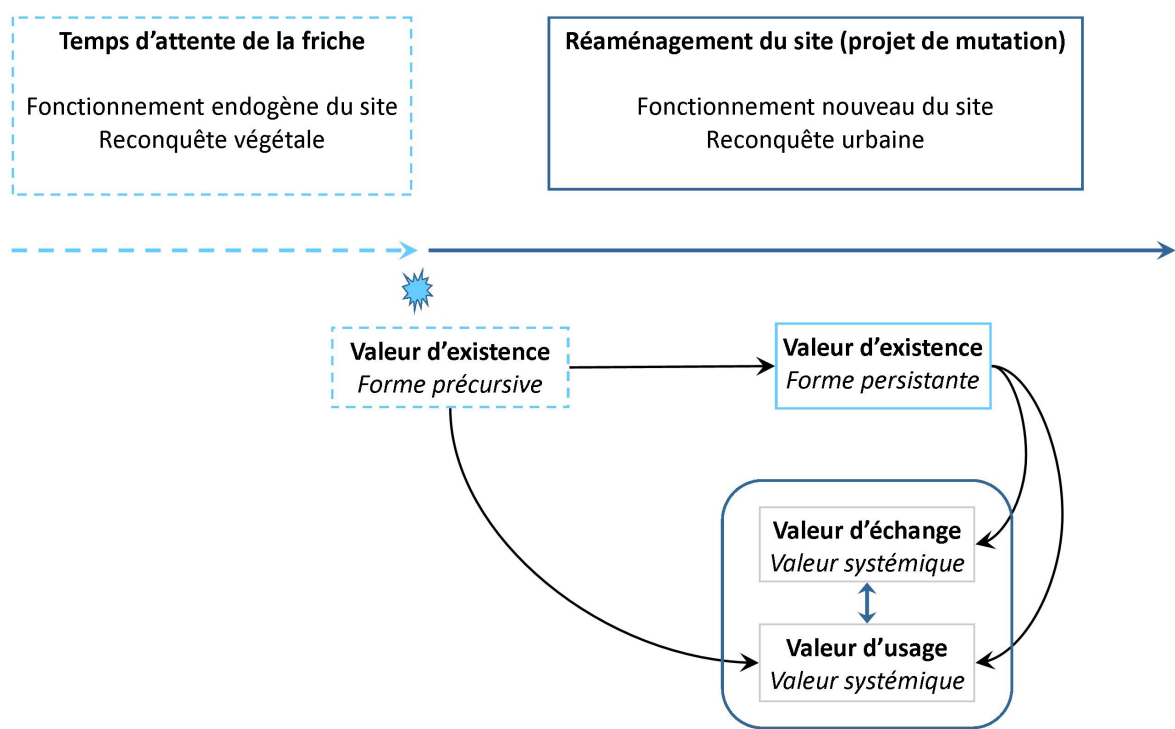 Temps d’attente de la friche
Fonctionnement endogène du site
Reconquête végétale
Réaménagement du site (projet de mutation)
Fonctionnement nouveau du site
Reconquête urbaine
Valeur d’existence
Forme précursive
Valeur d’existence
Forme persistante
Valeur d’échange
Valeur systémique
Valeur d’usage
Valeur systémique